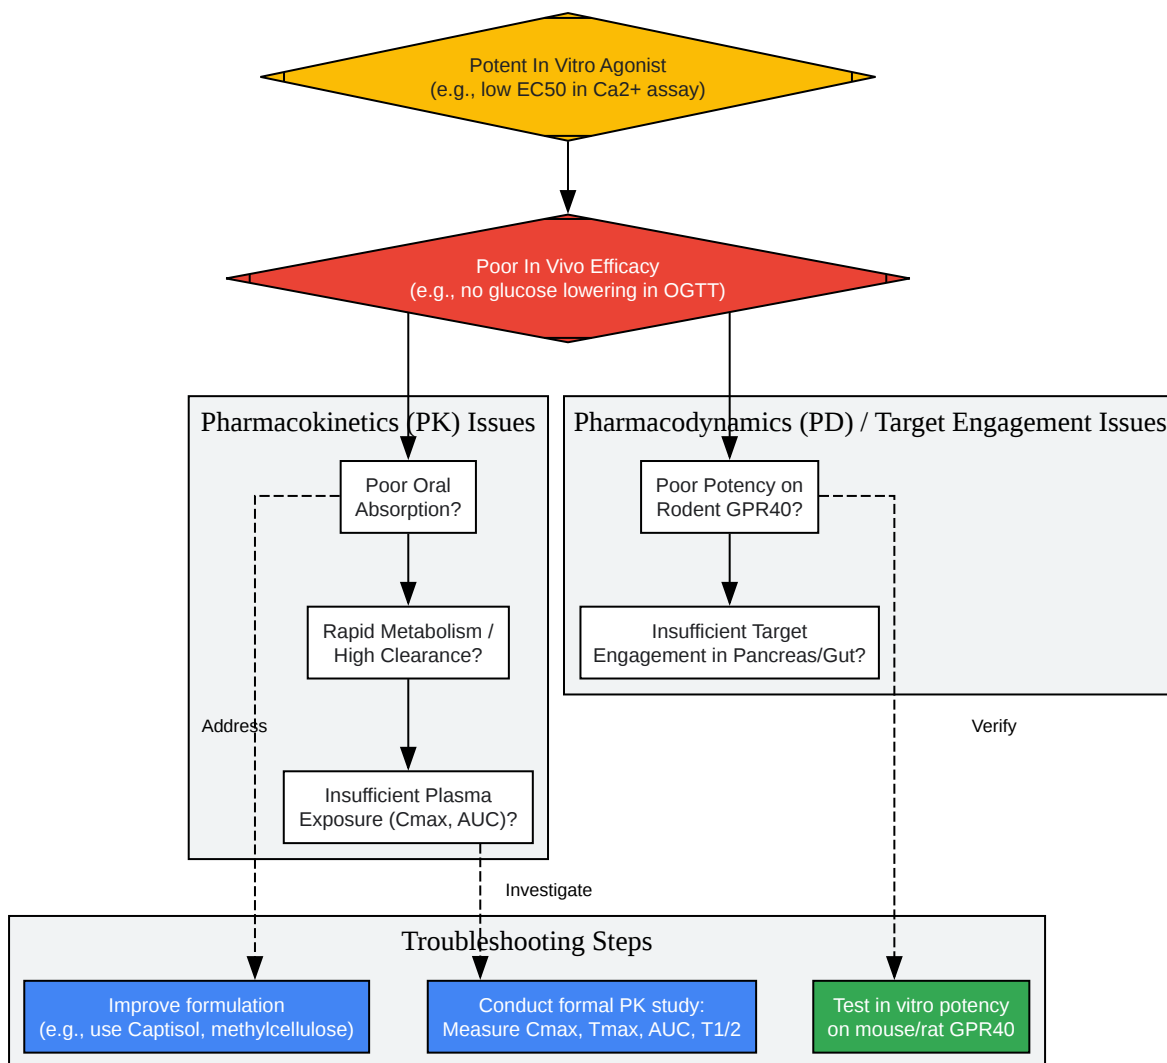 Potent In Vitro Agonist
(e.g., low EC50 in Ca2+ assay)
Poor In Vivo Efficacy
(e.g., no glucose lowering in OGTT)
Pharmacokinetics (PK) Issues
Pharmacodynamics (PD) / Target Engagement Issues
Poor Oral
Absorption?
Poor Potency on
Rodent GPR40?
Rapid Metabolism /
High Clearance?
Insufficient Target
Engagement in Pancreas/Gut?
Address
Verify
Insufficient Plasma
Exposure (Cmax, AUC)?
Investigate
Troubleshooting Steps
Improve formulation
(e.g., use Captisol, methylcellulose)
Conduct formal PK study:
Measure Cmax, Tmax, AUC, T1/2
Test in vitro potency
on mouse/rat GPR40